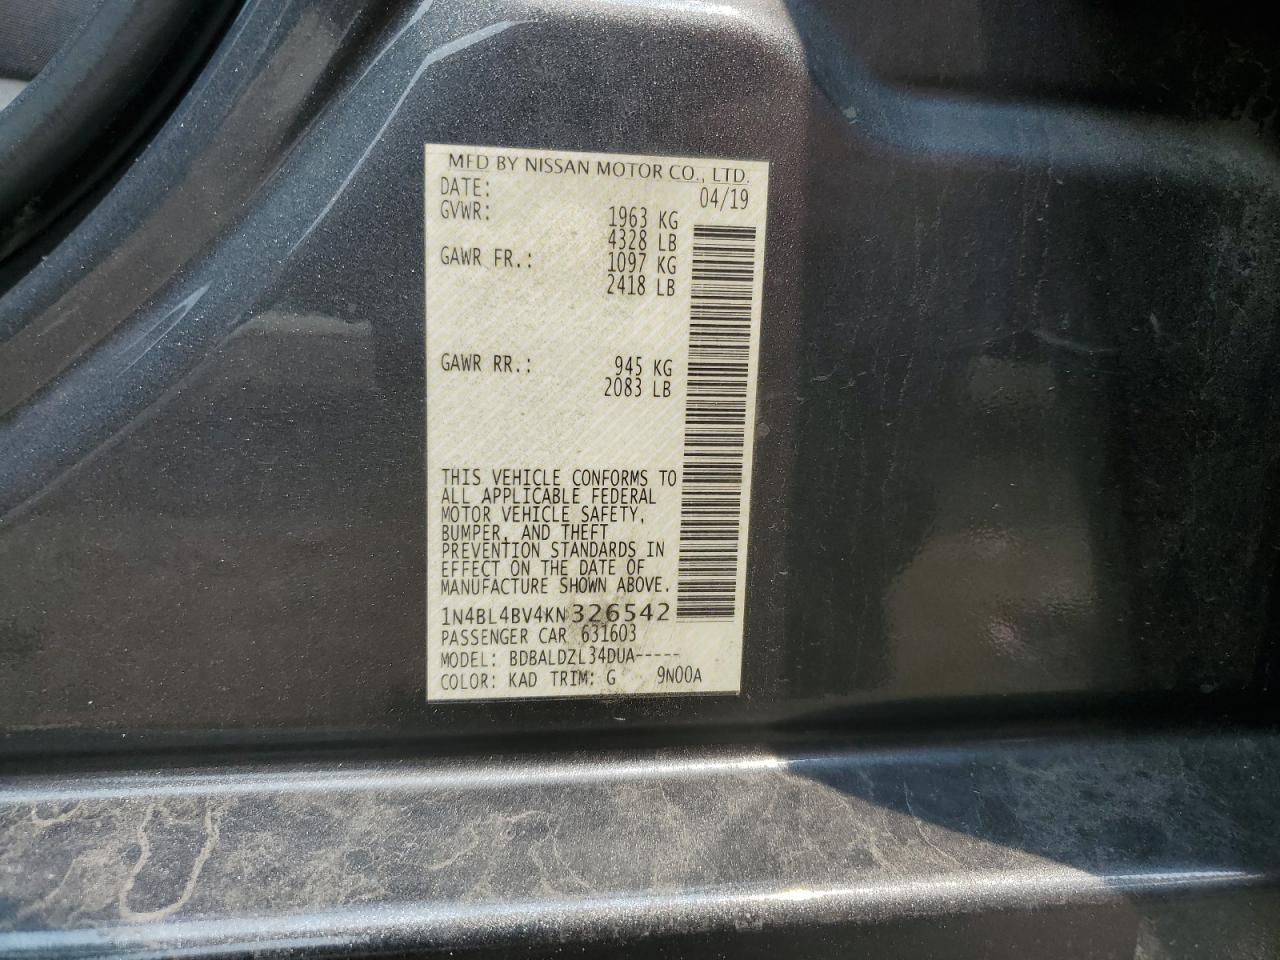 MFD BY NISSAN MOTOR CO., LTD.
DATE: 04/19
GVWR: 1963 KG
4328 LB
GAWR FR.: 1097 KG
2418 LB
GAWR RR.: 945 KG
2083 LB
THIS VEHICLE CONFORMS TO
ALL APPLICABLE FEDERAL
MOTOR VEHICLE SAFETY,
BUMPER, AND THEFT
PREVENTION STANDARDS IN
EFFECT ON THE DATE OF
MANUFACTURE SHOWN ABOVE.
1N4BL4BV4KN326542
PASSENGER CAR 631603
MODEL: BDBALDZL34DUA-----
COLOR: KAD TRIM: G 9N00A